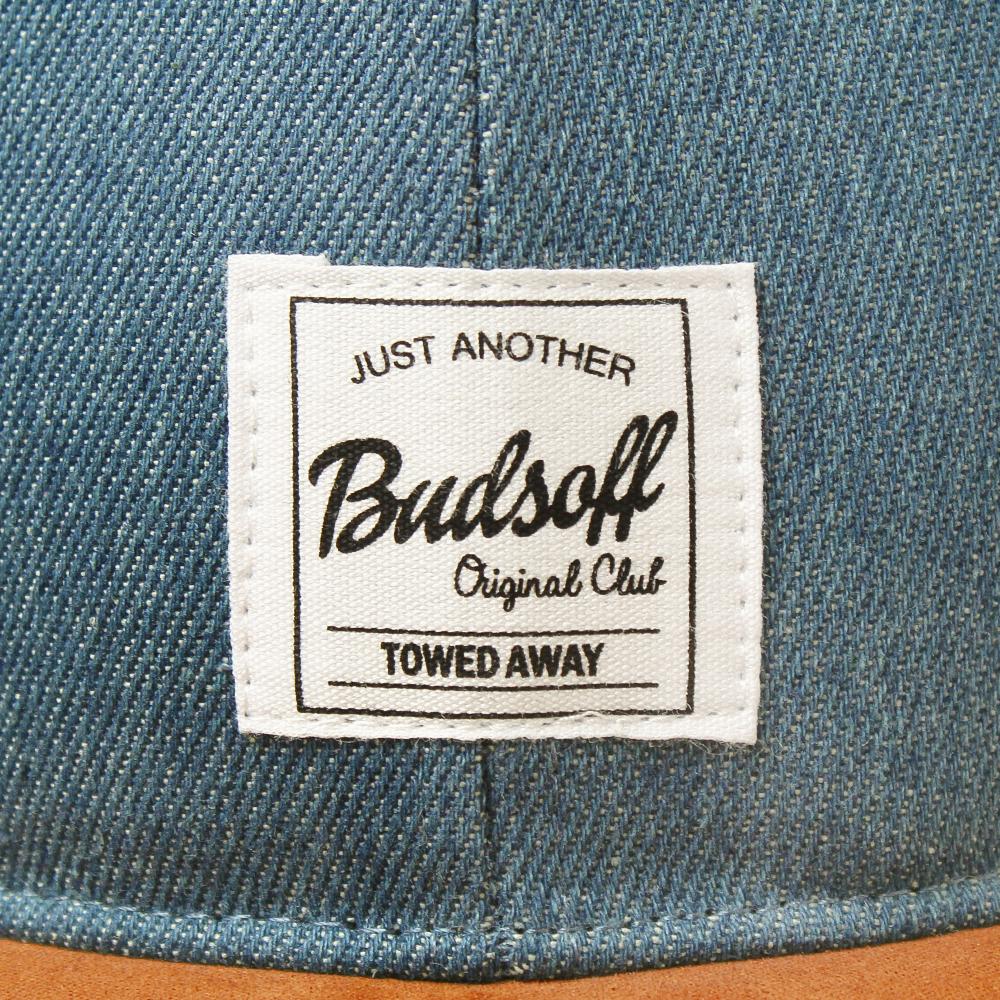 JUST ANOTHER
Budsoff
Original Club
TOWED AWAY